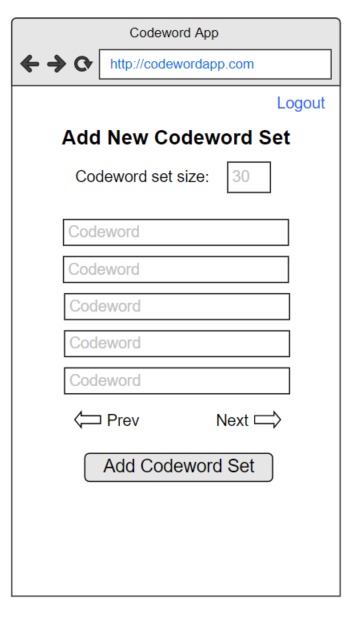 Codeword App
http://codewordapp.com
Logout
Add New Codeword Set
Codeword set size: 30
Codeword
Codeword
Codeword
Codeword
Codeword
Prev Next
Add Codeword Set